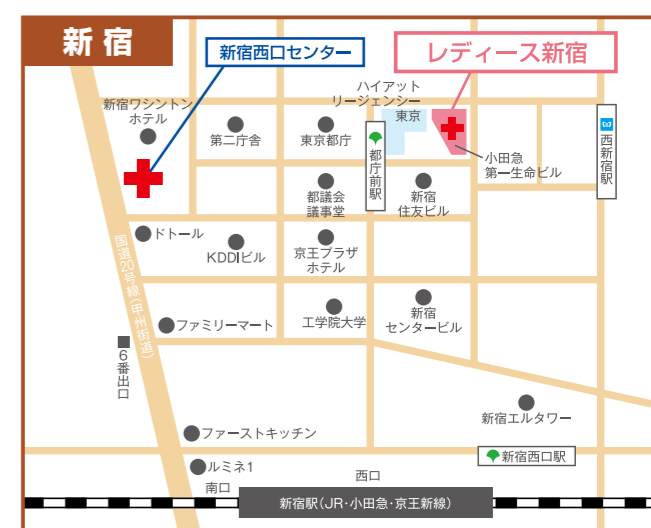 新宿
新宿西口センター
レディース新宿
ハイアット
リージェンシー
東京
新宿ワシントン
ホテル
第二庁舎
東京都庁
都庁前駅
小田急
第一生命ビル
西新宿駅
都議会
議事堂
新宿
住友ビル
ドトール
KDDIビル
京王プラザ
ホテル
国道20号線(甲州街道)
ファミリーマート
工学院大学
新宿
センタービル
6番出口
新宿エルタワー
ファーストキッチン
新宿西口駅
ルミネ1
南口
西口
新宿駅(JR・小田急・京王新線)